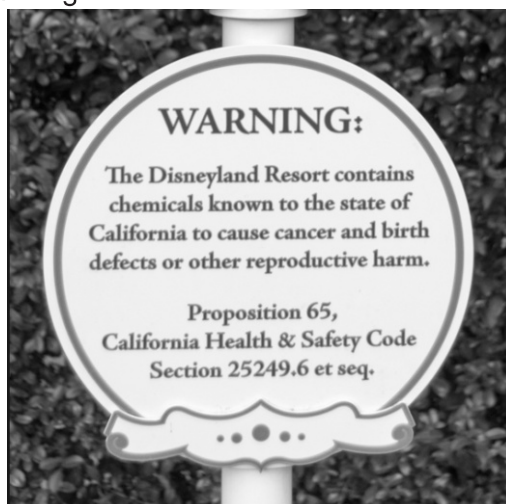 WARNING:
The Disneyland Resort contains
chemicals known to the state of
California to cause cancer and birth
defects or other reproductive harm.
Proposition 65,
California Health & Safety Code
Section 25249.6 et seq.